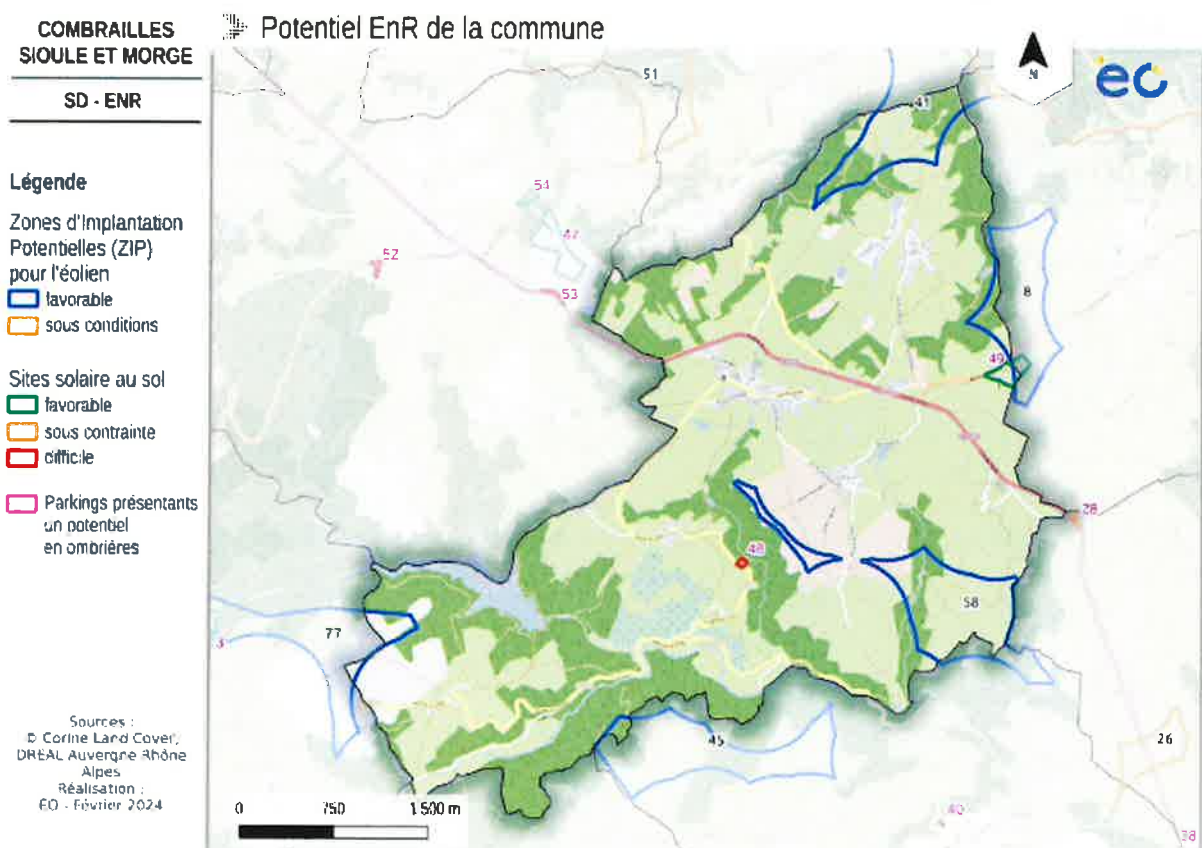 COMBRAILLES
SIOULE ET MORGE
SD - ENR
Potentiel EnR de la commune
N
Légende
Zones d'Implantation
Potentielles (ZIP)
pour l'éolien
favorable
sous conditions
Sites solaire au sol
favorable
sous contrainte
difficile
Parkings présentants
un potentiel
en ombrières
Sources :
© Corine Land Cover,
DREAL Auvergne Rhône
Alpes
Réalisation :
EO - Février 2024
51
41
54
47
52
53
8
49
28
48
58
77
3
45
26
40
38
0 750 1 500 m